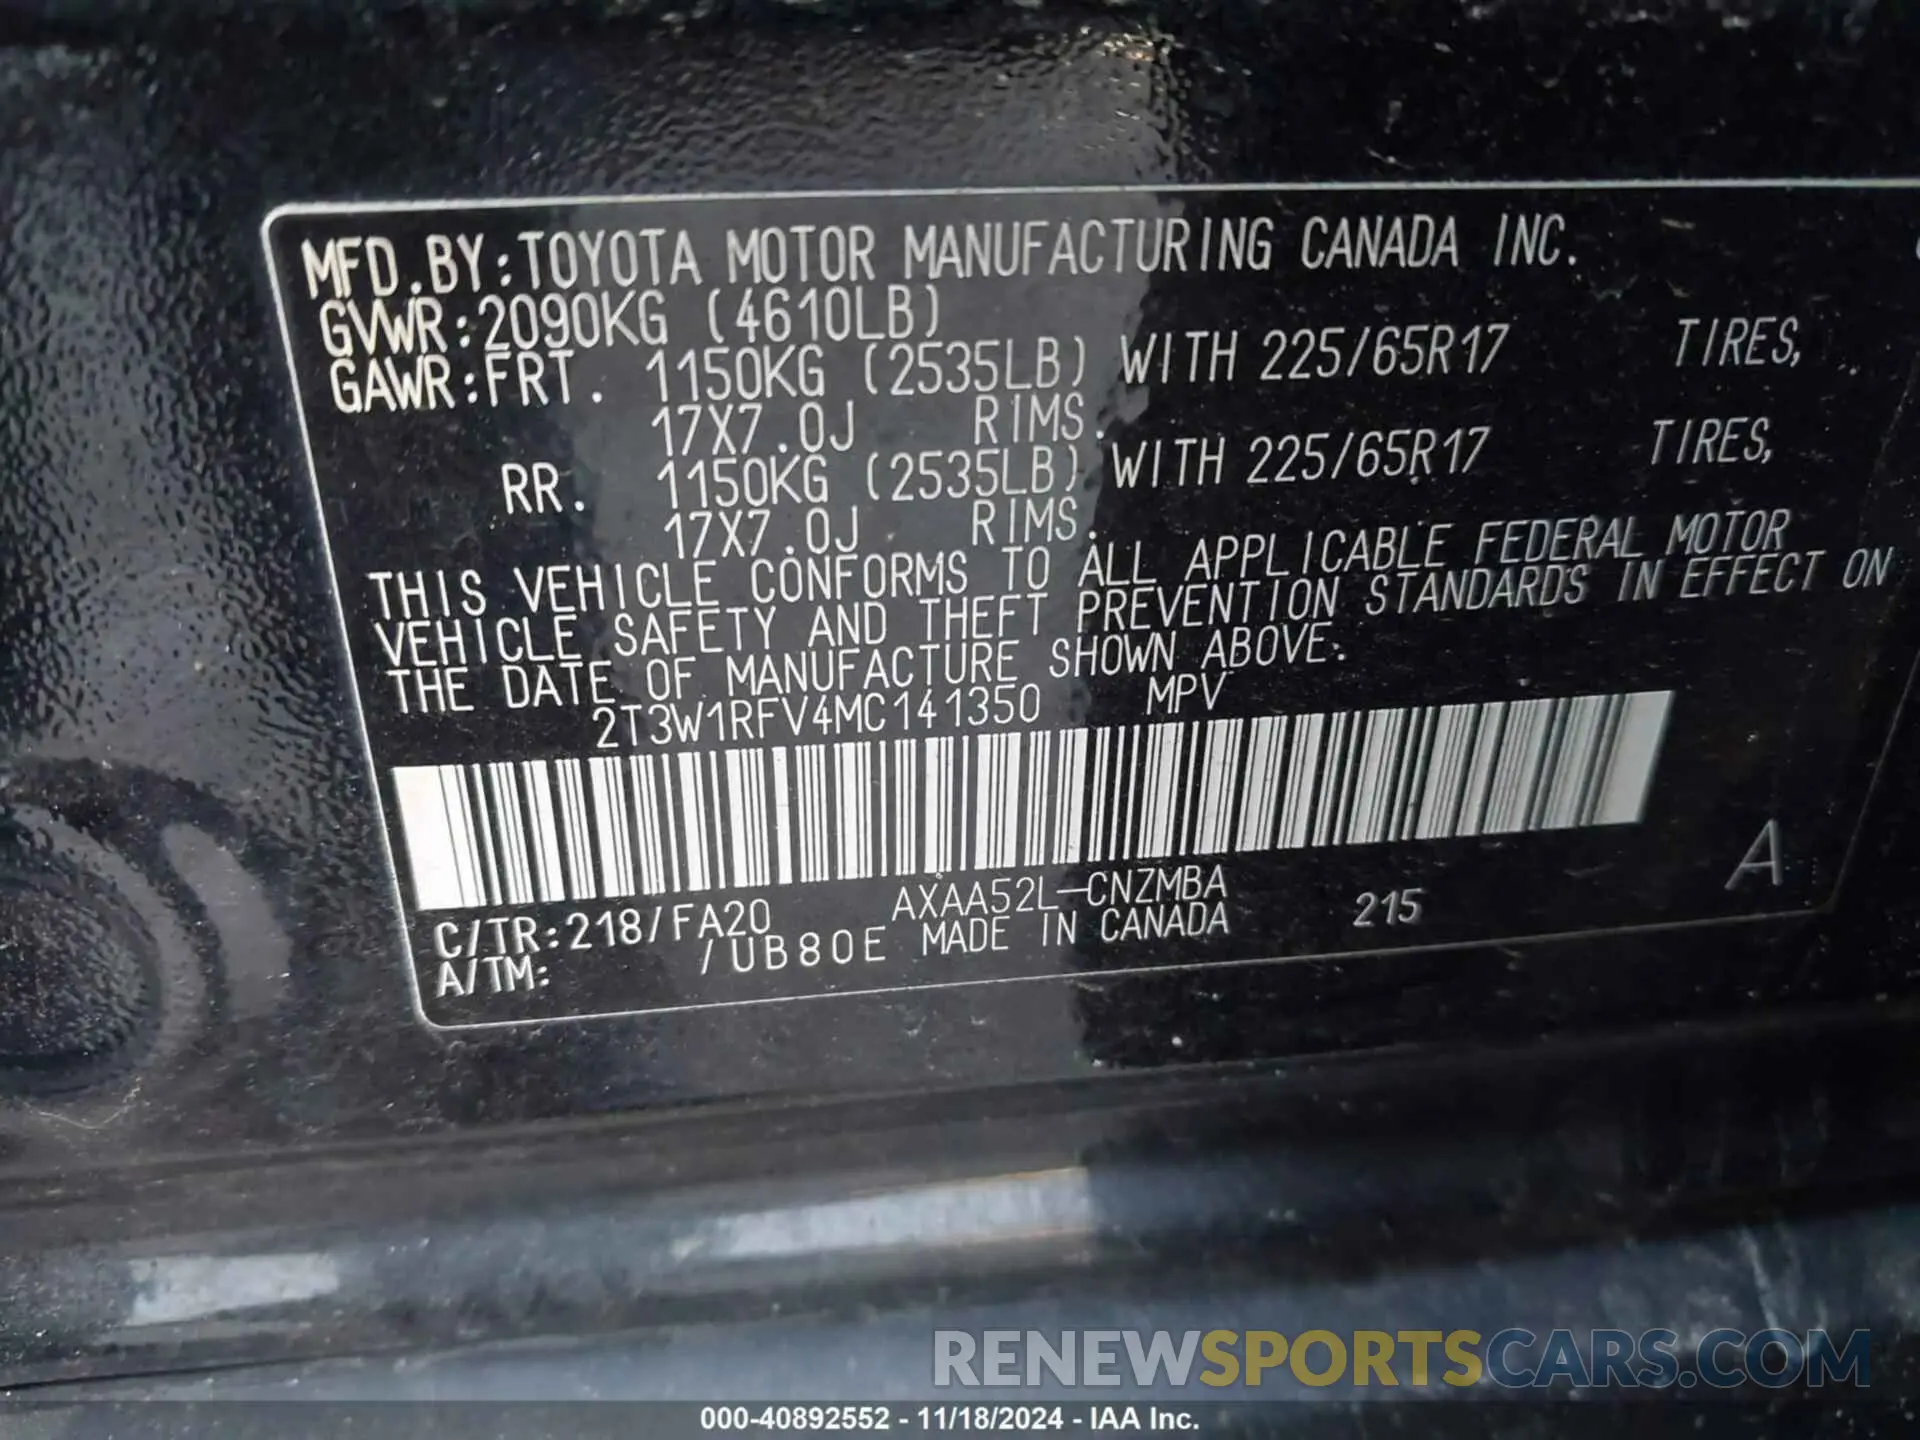 MFD.BY:TOYOTA MOTOR MANUFACTURING CANADA INC.
GVWR:2090KG (4610LB)
GAWR:FRT. 1150KG (2535LB) WITH 225/65R17 TIRES,
17X7.0J RIMS.
RR. 1150KG (2535LB) WITH 225/65R17 TIRES,
17X7.0J RIMS.
THIS VEHICLE CONFORMS TO ALL APPLICABLE FEDERAL MOTOR
VEHICLE SAFETY AND THEFT PREVENTION STANDARDS IN EFFECT ON
THE DATE OF MANUFACTURE SHOWN ABOVE.
2T3W1RFV4MC141350 MPV
C/TR:218/FA20 AXAA52L-CNZMBA 215 A
A/TM: /UB80E MADE IN CANADA
RENEWSPORTSCARS.COM
000-40892552 - 11/18/2024 - IAA Inc.